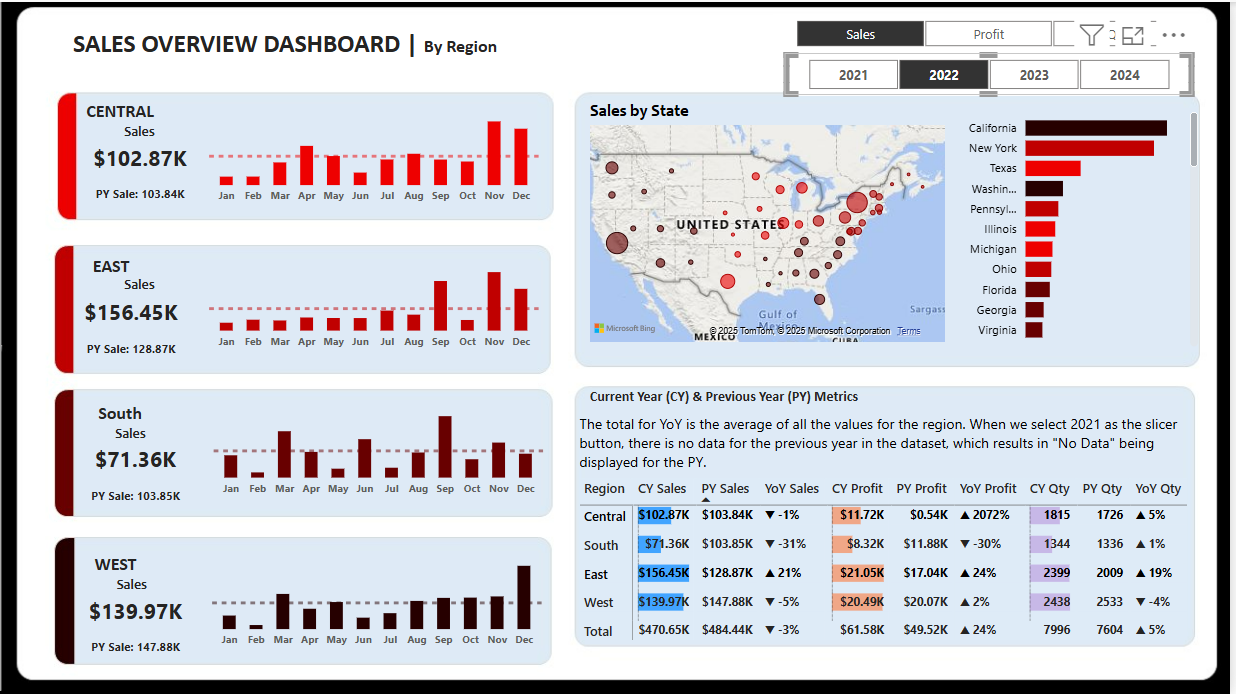 SALES OVERVIEW DASHBOARD | By Region
Sales
Profit
2021
2022
2023
2024
CENTRAL
Sales
$102.87K
PY Sale: 103.84K
Jan Feb Mar Apr May Jun Jul Aug Sep Oct Nov Dec
EAST
Sales
$156.45K
PY Sale: 128.87K
Jan Feb Mar Apr May Jun Jul Aug Sep Oct Nov Dec
South
Sales
$71.36K
PY Sale: 103.85K
Jan Feb Mar Apr May Jun Jul Aug Sep Oct Nov Dec
WEST
Sales
$139.97K
PY Sale: 147.88K
Jan Feb Mar Apr May Jun Jul Aug Sep Oct Nov Dec
Sales by State
UNITED STATES
Gulf of
Mexico
Sargass
MEXICO
CUBA
Microsoft Bing
© 2025 TomTom, © 2025 Microsoft Corporation Terms
California
New York
Texas
Washin...
Pennsyl...
Illinois
Michigan
Ohio
Florida
Georgia
Virginia
Current Year (CY) & Previous Year (PY) Metrics
The total for YoY is the average of all the values for the region. When we select 2021 as the slicer
button, there is no data for the previous year in the dataset, which results in "No Data" being
displayed for the PY.
Region CY Sales PY Sales YoY Sales CY Profit PY Profit YoY Profit CY Qty PY Qty YoY Qty
Central $102.87K $103.84K ▼ -1% $11.72K $0.54K ▲ 2072% 1815 1726 ▲ 5%
South $71.36K $103.85K ▼ -31% $8.32K $11.88K ▼ -30% 1344 1336 ▲ 1%
East $156.45K $128.87K ▲ 21% $21.05K $17.04K ▲ 24% 2399 2009 ▲ 19%
West $139.97K $147.88K ▼ -5% $20.49K $20.07K ▲ 2% 2438 2533 ▼ -4%
Total $470.65K $484.44K ▼ -3% $61.58K $49.52K ▲ 24% 7996 7604 ▲ 5%